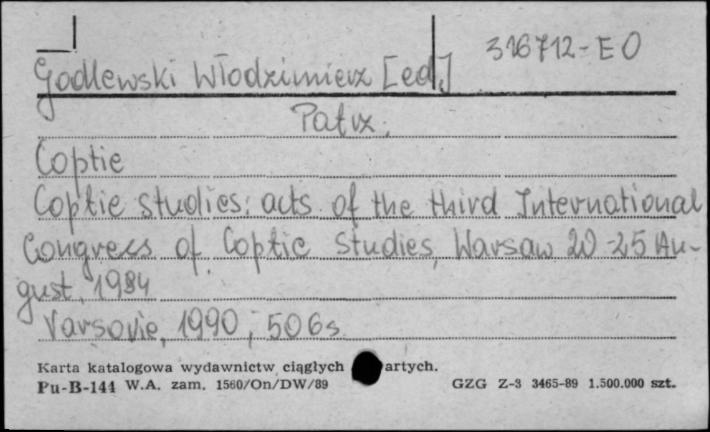 316712-EO
Godlewski Włodzimierz [ed.]
Patrz.
Coptic
Coptic studies: acts of the third International
Congress of Coptic Studies, Warsaw 20-25 Au-
gust, 1984
Varsovie, 1990, 506s
Karta katalogowa wydawnictw ciągłych artych.
Pu-B-144 W.A. zam. 1560/On/DW/89 GZG Z-3 3465-89 1.500.000 szt.